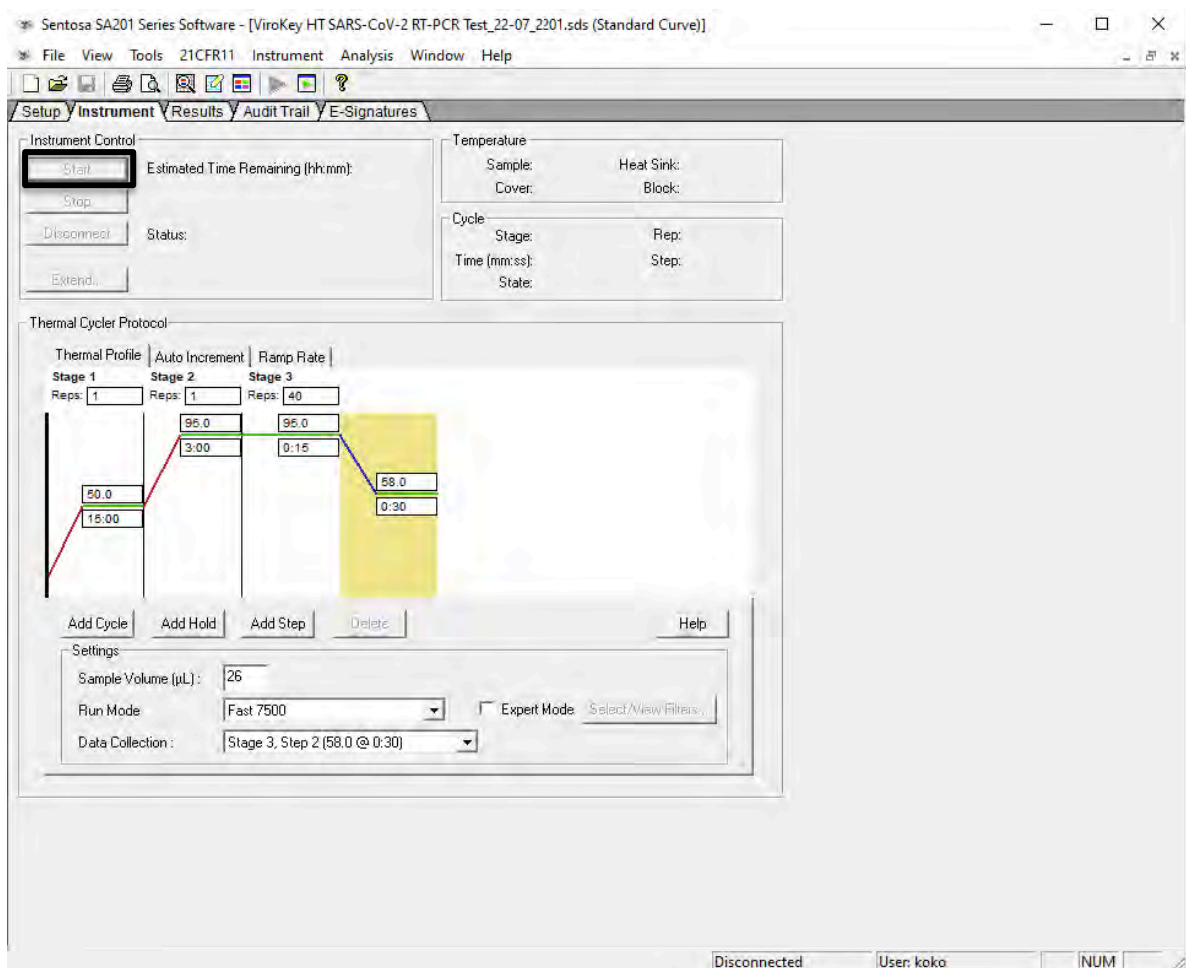 Sentosa SA201 Series Software - [ViroKey HT SARS-CoV-2 RT-PCR Test_22-07_2201.sds (Standard Curve)]
File View Tools 21CFR11 Instrument Analysis Window Help
Setup Instrument Results Audit Trail E-Signatures
Instrument Control
Start
Estimated Time Remaining (hh:mm):
Stop
Disconnect
Status:
Extend..
Temperature
Sample: Heat Sink:
Cover: Block:
Cycle
Stage: Rep:
Time (mm:ss): Step:
State:
Thermal Cycler Protocol
Thermal Profile Auto Increment Ramp Rate
Stage 1 Stage 2 Stage 3
Reps: 1 Reps: 1 Reps: 40
95.0 95.0
3:00 0:15
58.0
50.0
0:30
15:00
Add Cycle Add Hold Add Step Delete Help
Settings
Sample Volume (µL) : 26
Run Mode Fast 7500 Expert Mode Select/View Filters..
Data Collection : Stage 3, Step 2 (58.0 @ 0:30)
Disconnected User: koko NUM